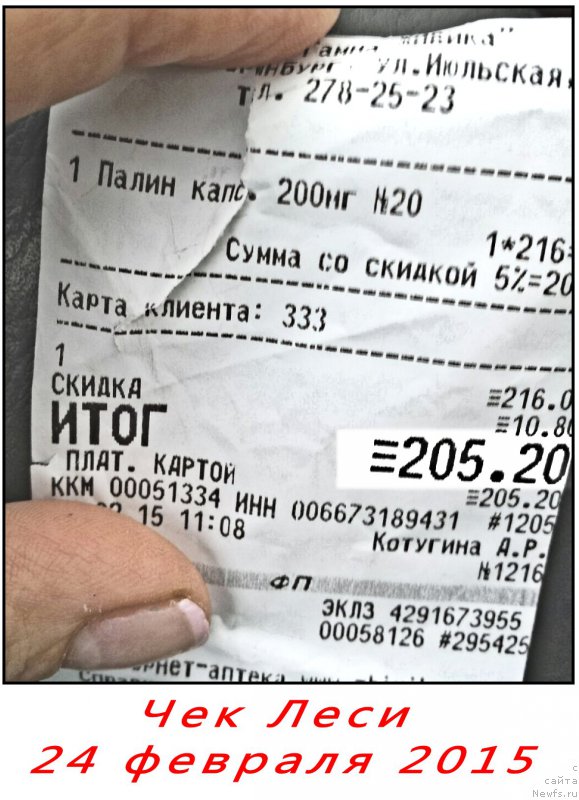 ул.Июльская,
тл. 278-25-23
1 Палин капс. 200мг №20
1*216=
Сумма со скидкой 5%=20
Карта клиента: 333
1
≡216.0
СКИДКА
≡10.80
ИТОГ
≡205.20
ПЛАТ. КАРТОЙ
≡205.20
ККМ 00051334 ИНН 006673189431 #1205
15 11:08
Котугина А.Р.
№1216
ФП
ЭКЛЗ 4291673955
00058126 #295425
Чек Леси
24 февраля 2015
с
сайта
Newfs.ru